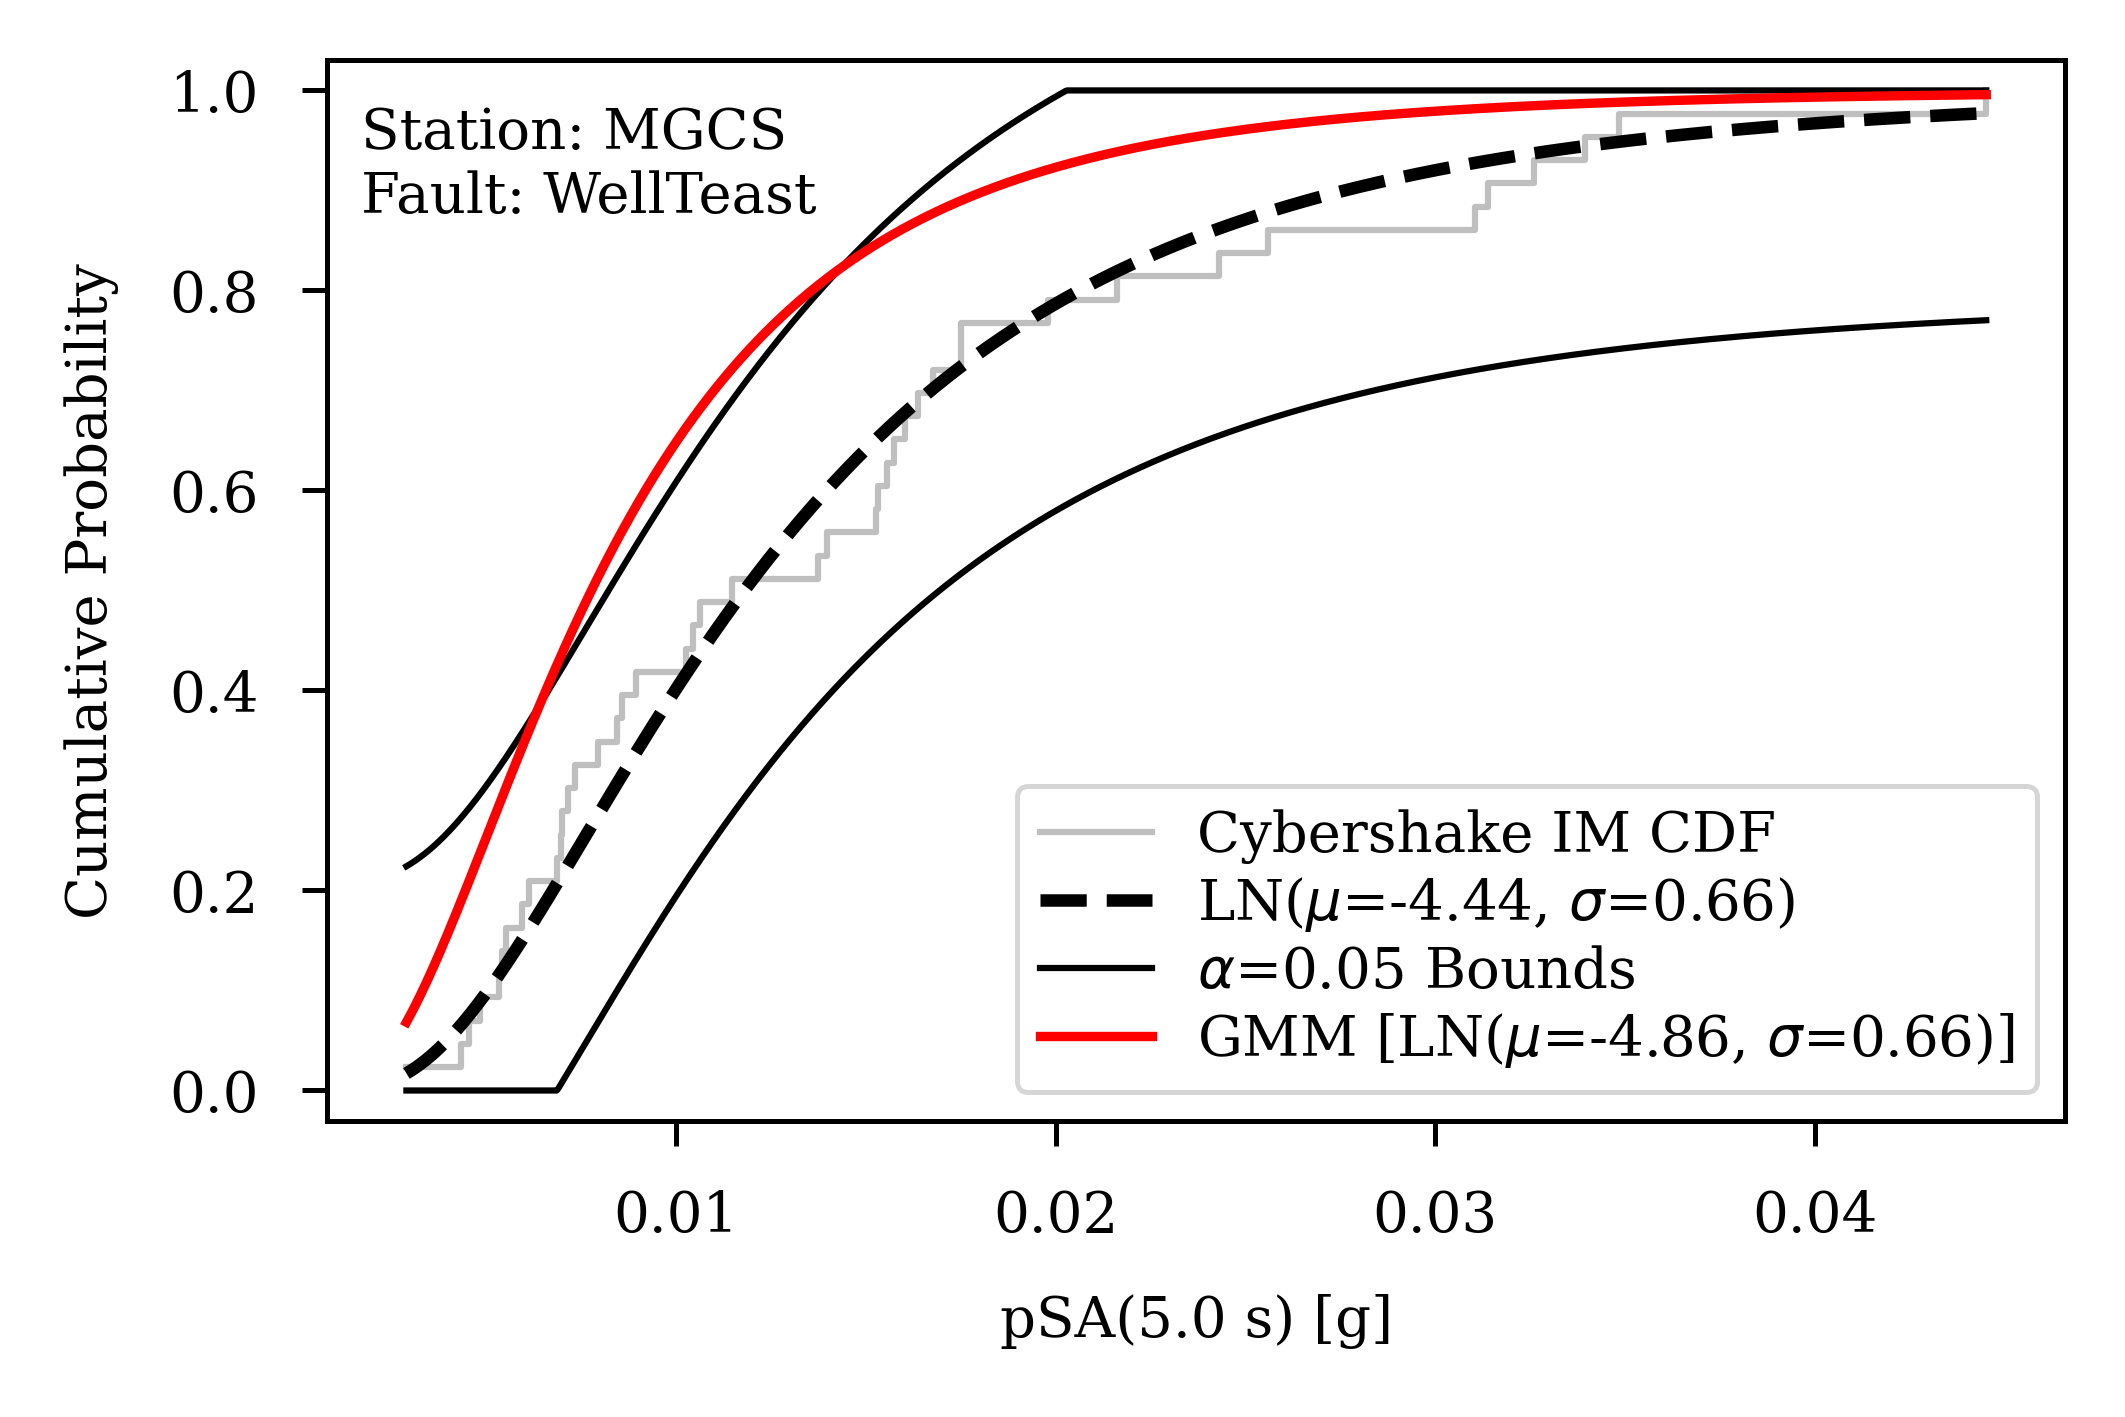 Station: MGCS
Fault: WellTeast
Cumulative Probability
1.0
0.8
0.6
0.4
0.2
0.0
Cybershake IM CDF
LN(μ=-4.44, σ=0.66)
α=0.05 Bounds
GMM [LN(μ=-4.86, σ=0.66)]
0.01 0.02 0.03 0.04
pSA(5.0 s) [g]